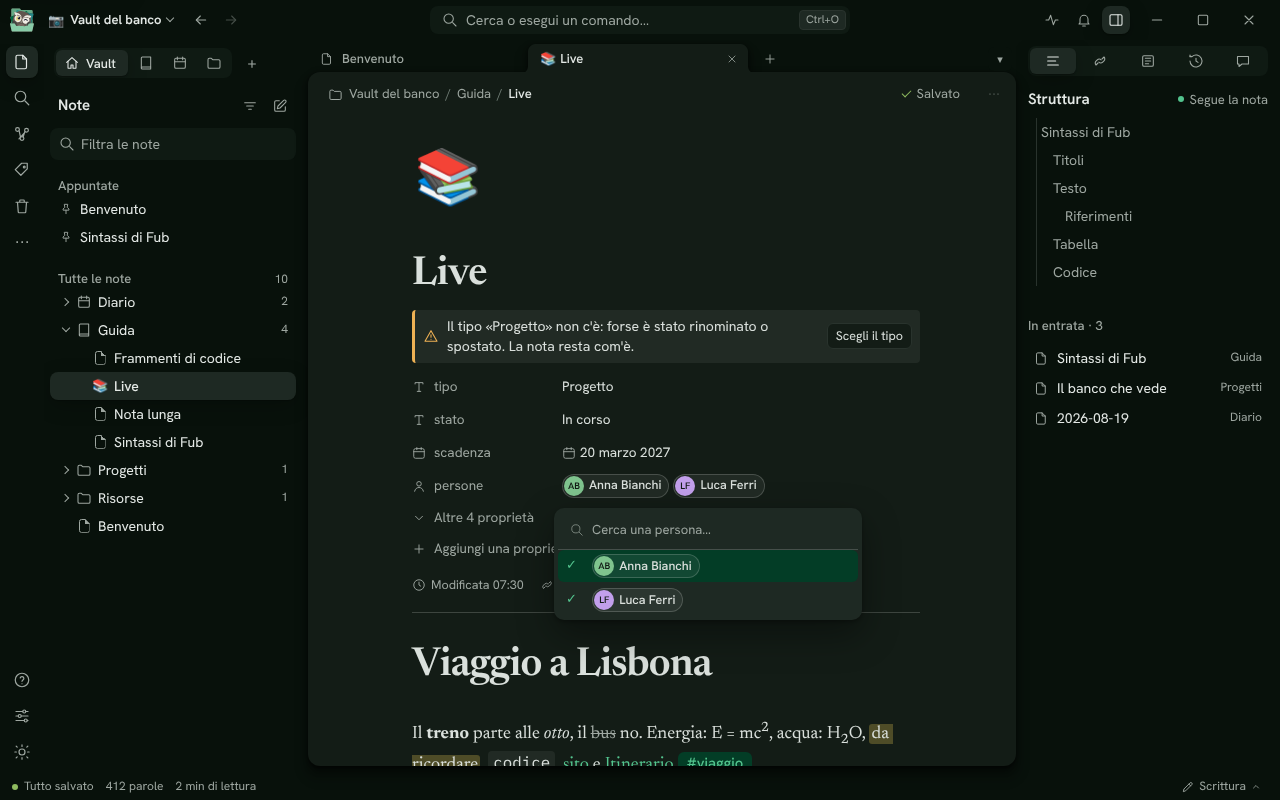 Vault del banco
Cerca o esegui un comando...
Ctrl+O
Vault
Benvenuto
Live
Note
Filtra le note
Appuntate
Benvenuto
Sintassi di Fub
Tutte le note 10
Diario 2
Guida 4
Frammenti di codice
Live
Nota lunga
Sintassi di Fub
Progetti 1
Risorse 1
Benvenuto
Vault del banco / Guida / Live
Salvato
Live
Il tipo «Progetto» non c'è: forse è stato rinominato o
spostato. La nota resta com'è.
Scegli il tipo
tipo Progetto
stato In corso
scadenza 20 marzo 2027
persone AB Anna Bianchi LF Luca Ferri
Altre 4 proprietà
Aggiungi una proprie
Modificata 07:30
Cerca una persona...
✓ AB Anna Bianchi
✓ LF Luca Ferri
Viaggio a Lisbona
Il treno parte alle otto, il bus no. Energia: E = mc², acqua: H₂O, da
ricordare codice sito e Itinerario #viaggio
Struttura
Segue la nota
Sintassi di Fub
Titoli
Testo
Riferimenti
Tabella
Codice
In entrata · 3
Sintassi di Fub Guida
Il banco che vede Progetti
2026-08-19 Diario
Tutto salvato 412 parole 2 min di lettura
Scrittura